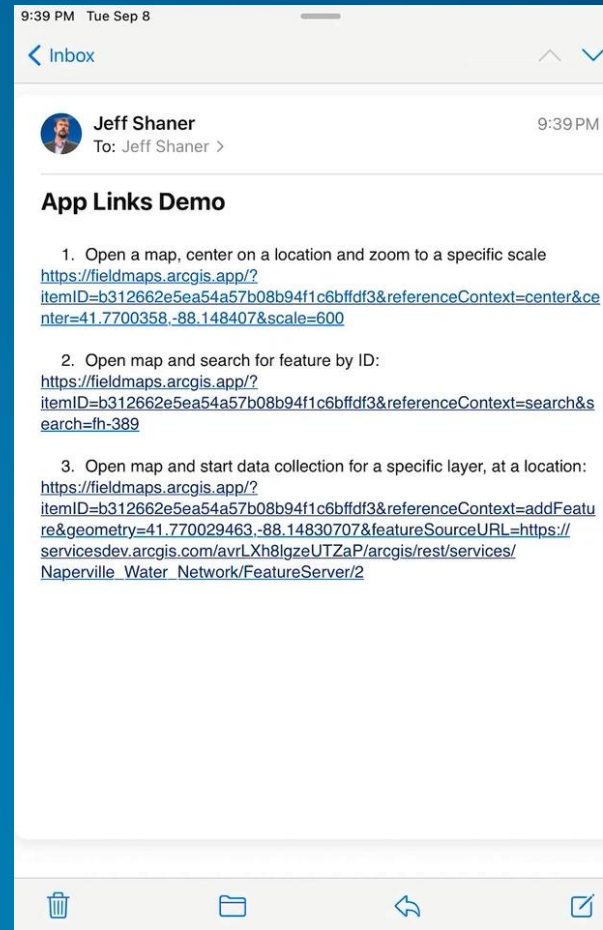 9:39 PM Tue Sep 8
Inbox
Jeff Shaner
9:39 PM
To: Jeff Shaner >
App Links Demo
1. Open a map, center on a location and zoom to a specific scale
https://fieldmaps.arcgis.app/?
itemID=b312662e5ea54a57b08b94f1c6bffdf3&referenceContext=center&ce
nter=41.7700358,-88.148407&scale=600
2. Open map and search for feature by ID:
https://fieldmaps.arcgis.app/?
itemID=b312662e5ea54a57b08b94f1c6bffdf3&referenceContext=search&s
earch=fh-389
3. Open map and start data collection for a specific layer, at a location:
https://fieldmaps.arcgis.app/?
itemID=b312662e5ea54a57b08b94f1c6bffdf3&referenceContext=addFeatu
re&geometry=41.770029463,-88.14830707&featureSourceURL=https://
servicesdev.arcgis.com/avrLXh8lgzeUTZaP/arcgis/rest/services/
Naperville_Water_Network/FeatureServer/2